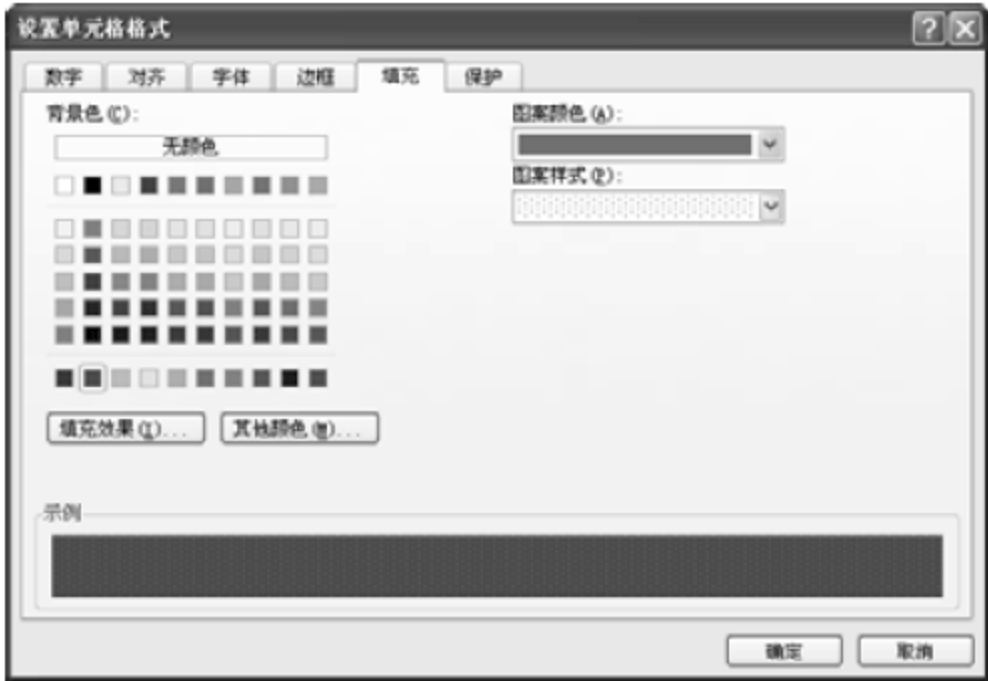 设置单元格格式
数字 对齐 字体 边框 填充 保护
背景色(C):
无颜色
图案颜色(A):
图案样式(P):
填充效果(I)... 其他颜色(M)...
示例
确定 取消